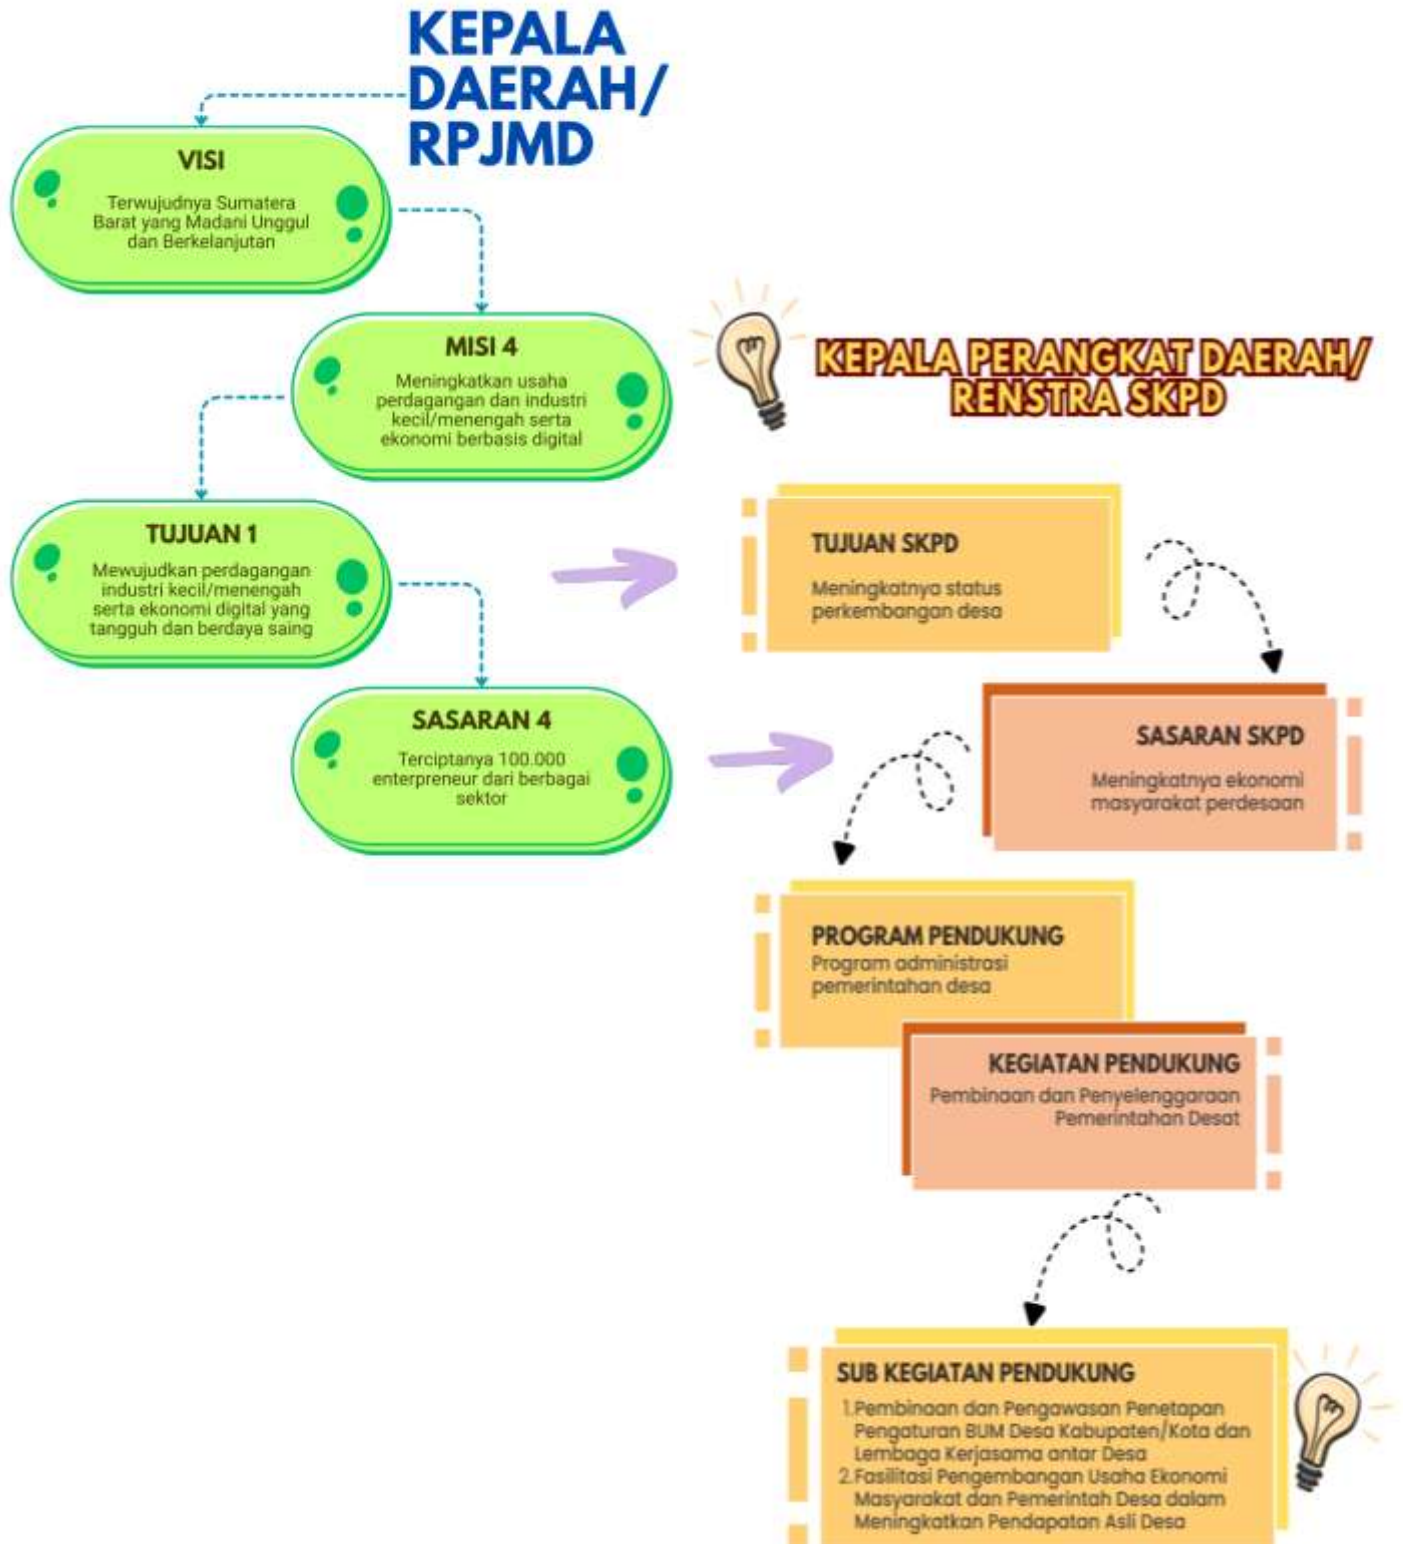 KEPALA
DAERAH/
RPJMD
VISI
Terwujudnya Sumatera
Barat yang Madani Unggul
dan Berkelanjutan
MISI 4
Meningkatkan usaha
perdagangan dan industri
kecil/menengah serta
ekonomi berbasis digital
TUJUAN 1
Mewujudkan perdagangan
industri kecil/menengah
serta ekonomi digital yang
tangguh dan berdaya saing
SASARAN 4
Terciptanya 100.000
enterpreneur dari berbagai
sektor
KEPALA PERANGKAT DAERAH/
RENSTRA SKPD
TUJUAN SKPD
Meningkatnya status
perkembangan desa
SASARAN SKPD
Meningkatnya ekonomi
masyarakat perdesaan
PROGRAM PENDUKUNG
Program administrasi
pemerintahan desa
KEGIATAN PENDUKUNG
Pembinaan dan Penyelenggaraan
Pemerintahan Desat
SUB KEGIATAN PENDUKUNG
1.Pembinaan dan Pengawasan Penetapan
Pengaturan BUM Desa Kabupaten/Kota dan
Lembaga Kerjasama antar Desa
2.Fasilitasi Pengembangan Usaha Ekonomi
Masyarakat dan Pemerintah Desa dalam
Meningkatkan Pendapatan Asli Desa